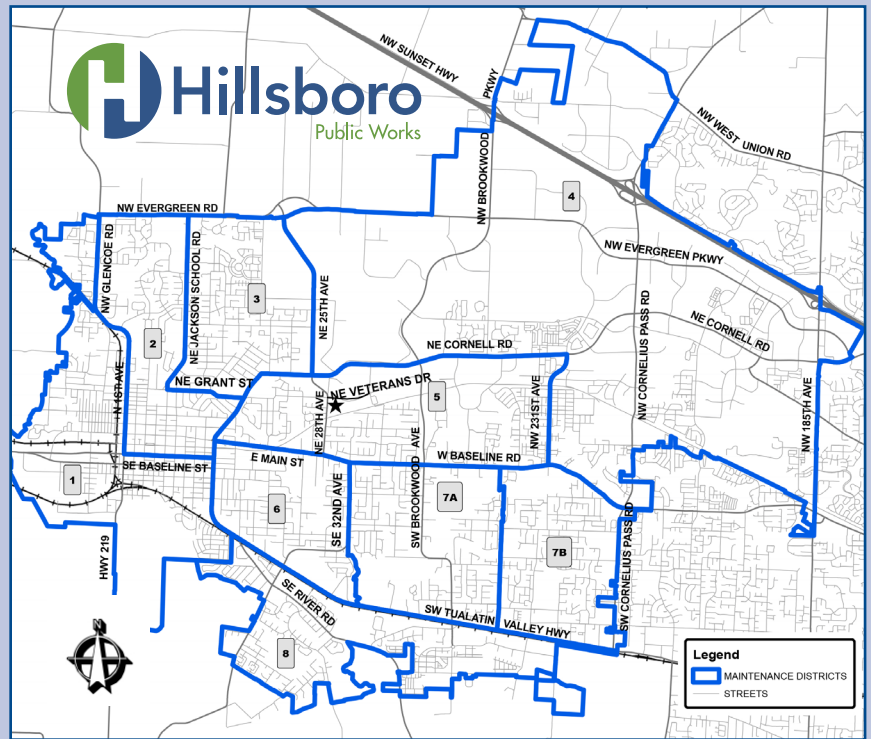 Hillsboro
Public Works
NW SUNSET HWY
NW BROOKWOOD PKWY
NW WEST UNION RD
4
NW EVERGREEN RD
NW EVERGREEN PKWY
NW GLENCOE RD
NE JACKSON SCHOOL RD
3
NE 25TH AVE
NW CORNELIUS PASS RD
NE CORNELL RD
2
NE CORNELL RD
N 1ST AVE
NE GRANT ST
NE VETERANS DR
5
NE 28TH AVE
NW 231ST AVE
NW 185TH AVE
SW BROOKWOOD AVE
W BASELINE RD
E MAIN ST
SE BASELINE ST
1
6
SE 32ND AVE
7A
7B
SW CORNELIUS PASS RD
HWY 219
SE RIVER RD
SW TUALATIN VALLEY HWY
8
N
Legend
MAINTENANCE DISTRICTS
STREETS